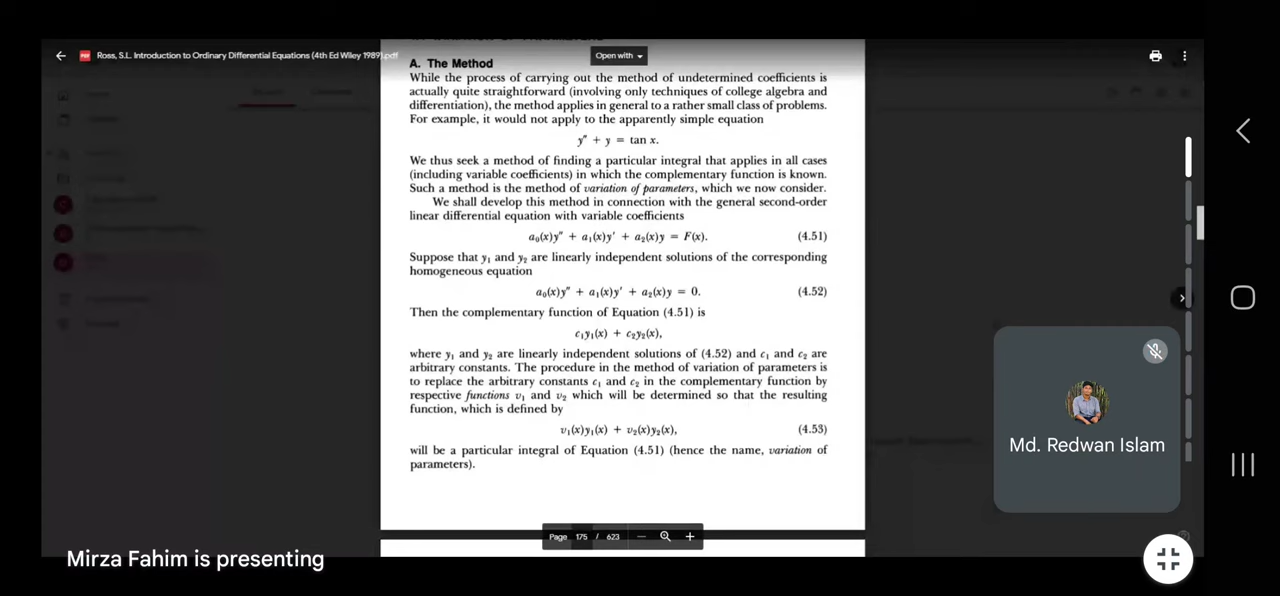 Ross, S.L. Introduction to Ordinary Differential Equations (4th Ed Wiley 1989).pdf
Open with
A. The Method
While the process of carrying out the method of undetermined coefficients is
actually quite straightforward (involving only techniques of college algebra and
differentiation), the method applies in general to a rather small class of problems.
For example, it would not apply to the apparently simple equation
y″ + y = tan x.
We thus seek a method of finding a particular integral that applies in all cases
(including variable coefficients) in which the complementary function is known.
Such a method is the method of variation of parameters, which we now consider.
We shall develop this method in connection with the general second-order
linear differential equation with variable coefficients
a₀(x)y″ + a₁(x)y′ + a₂(x)y = F(x). (4.51)
Suppose that y₁ and y₂ are linearly independent solutions of the corresponding
homogeneous equation
a₀(x)y″ + a₁(x)y′ + a₂(x)y = 0. (4.52)
Then the complementary function of Equation (4.51) is
c₁y₁(x) + c₂y₂(x),
where y₁ and y₂ are linearly independent solutions of (4.52) and c₁ and c₂ are
arbitrary constants. The procedure in the method of variation of parameters is
to replace the arbitrary constants c₁ and c₂ in the complementary function by
respective functions v₁ and v₂ which will be determined so that the resulting
function, which is defined by
v₁(x)y₁(x) + v₂(x)y₂(x), (4.53)
will be a particular integral of Equation (4.51) (hence the name, variation of
parameters).
Md. Redwan Islam
Page 175 / 623
Mirza Fahim is presenting